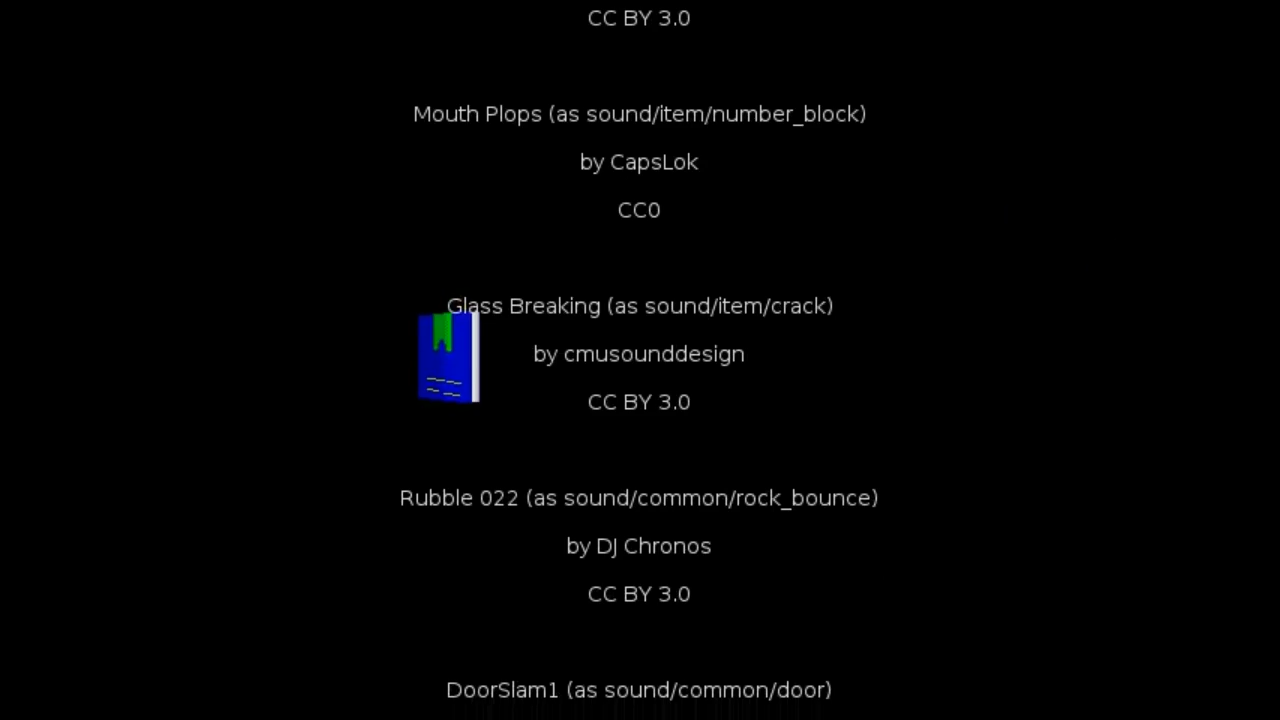 CC BY 3.0
Mouth Plops (as sound/item/number_block)
by CapsLok
CC0
Glass Breaking (as sound/item/crack)
by cmusounddesign
CC BY 3.0
Rubble 022 (as sound/common/rock_bounce)
by DJ Chronos
CC BY 3.0
DoorSlam1 (as sound/common/door)